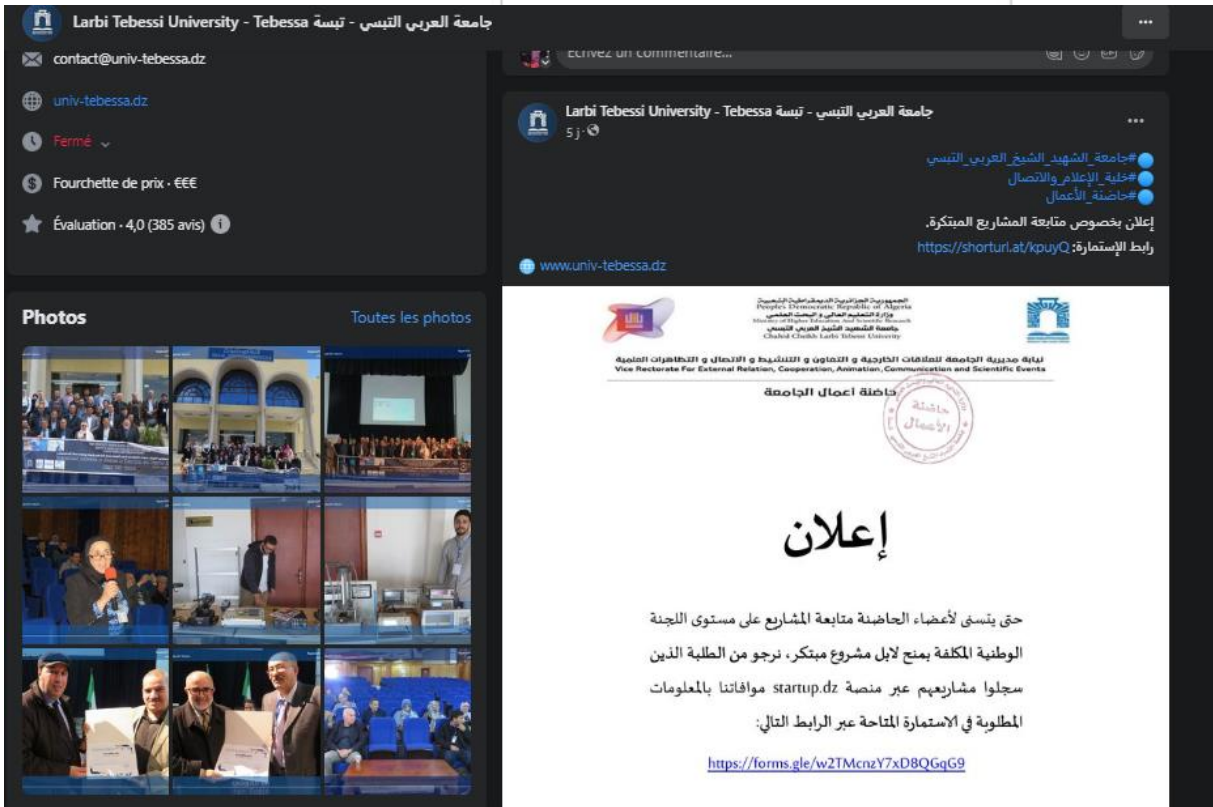 Larbi Tebessi University - Tebessa جامعة العربي التبسي - تبسة
contact@univ-tebessa.dz
univ-tebessa.dz
Fermé
Fourchette de prix · €€€
Évaluation · 4,0 (385 avis)
Photos
Toutes les photos
Écrivez un commentaire...
Larbi Tebessi University - Tebessa جامعة العربي التبسي - تبسة
5 j
#جامعة_الشهيد_الشيخ_العربي_التبسي
#خلية_الإعلام_والاتصال
#حاضنة_الأعمال
إعلان بخصوص متابعة المشاريع المبتكرة.
رابط الإستمارة: https://shorturl.at/kpuyQ
www.univ-tebessa.dz
الجمهورية الجزائرية الديمقراطية الشعبية
People's Democratic Republic of Algeria
وزارة التعليم العالي و البحث العلمي
Ministry of Higher Education And Scientific Research
جامعة الشهيد الشيخ العربي التبسي
Larbi Tebessi University
نيابة مديرية الجامعة للعلاقات الخارجية و التعاون و التنشيط و الاتصال و التظاهرات العلمية
Vice Rectorate For External Relation, Cooperation, Animation, Communication and Scientific Events
حاضنة أعمال الجامعة
حاضنة
الأعمال
إعلان
حتى يتسنى لأعضاء الحاضنة متابعة المشاريع على مستوى اللجنة
الوطنية المكلفة بمنح لابل مشروع مبتكر، نرجو من الطلبة الذين
سجلوا مشاريعهم عبر منصة startup.dz موافاتنا بالمعلومات
المطلوبة في الاستمارة المتاحة عبر الرابط التالي:
https://forms.gle/w2TMcnzY7xD8QGqG9